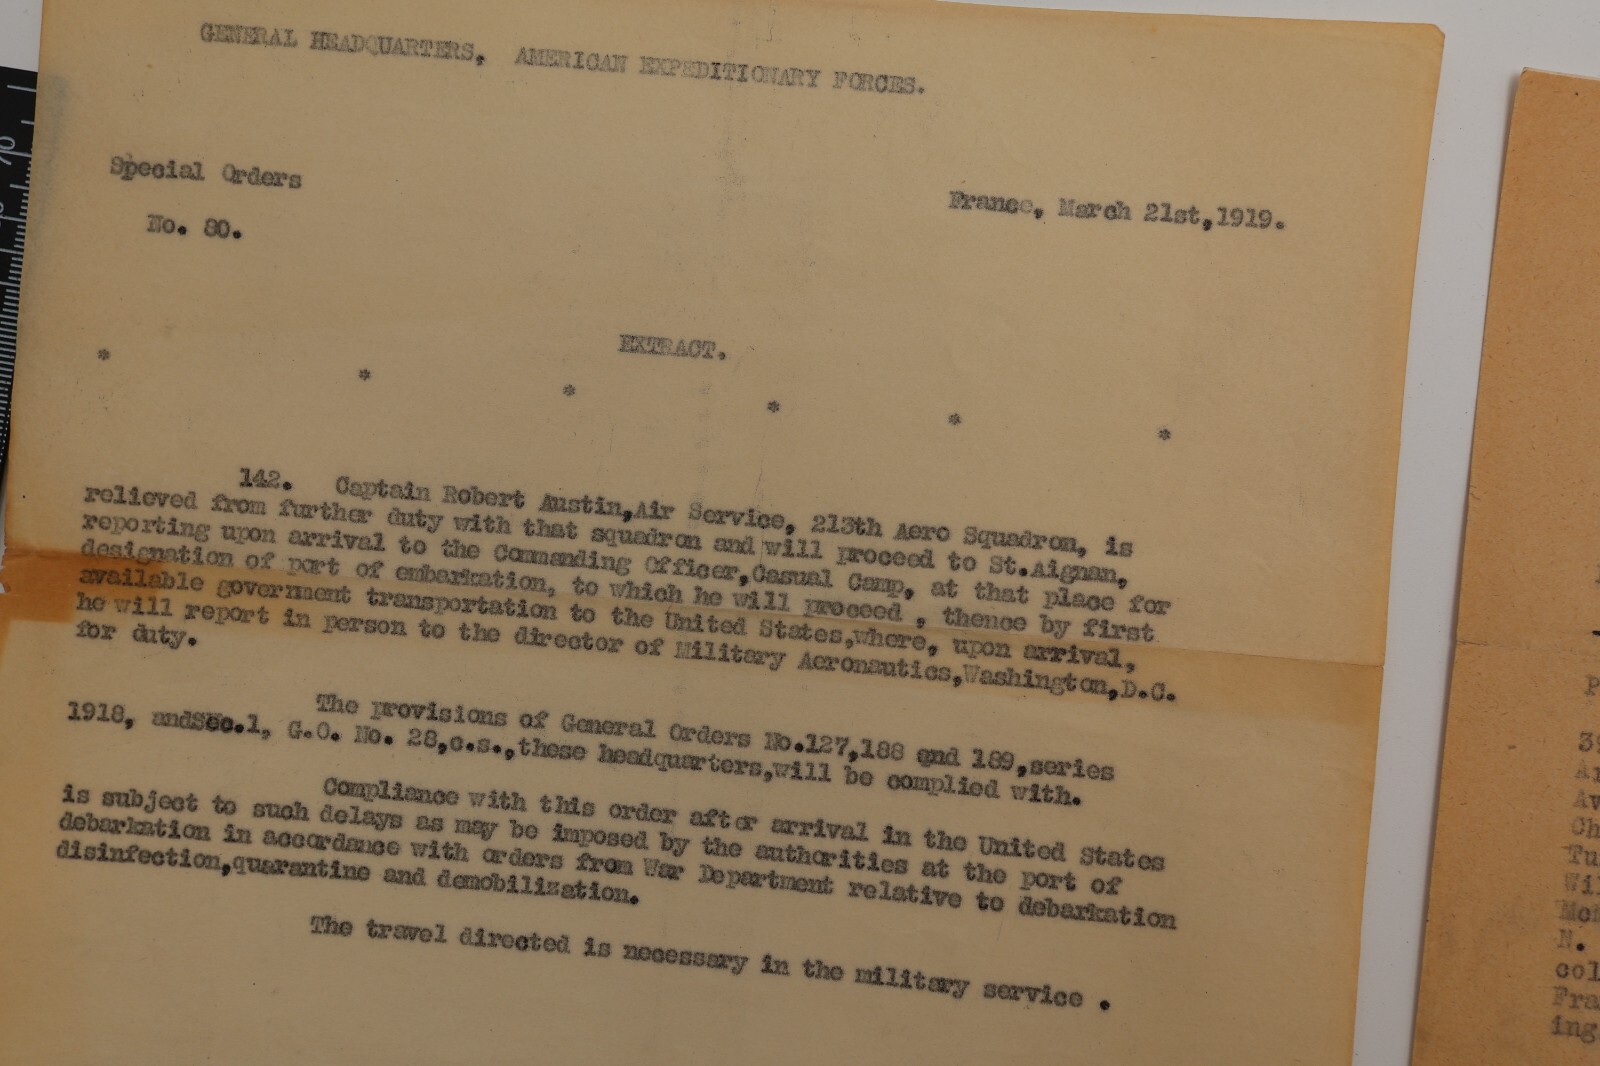 GENERAL HEADQUARTERS, AMERICAN EXPEDITIONARY FORCES.
Special Orders
No. 80.
France, March 21st,1919.
EXTRACT.
* * * * * *
142. Captain Robert Austin,Air Service, 213th Aero Squadron, is
relieved from further duty with that squadron and will proceed to St.Aignan,
reporting upon arrival to the Commanding Officer,Casual Camp, at that place for
designation of port of embarkation, to which he will proceed , thence by first
available government transportation to the United States,where, upon arrival,
he will report in person to the director of Military Aeronautics,Washington,D.C.
for duty.
The provisions of General Orders No.127,188 and 189,series
1918, andSec.1, G.O. No. 28,c.s.,these headquarters,will be complied with.
Compliance with this order after arrival in the United States
is subject to such delays as may be imposed by the authorities at the port of
debarkation in accordance with orders from War Department relative to debarkation
disinfection,quarantine and demobilization.
The travel directed is necessary in the military service .
P
39
Av
Ch
Tu
Wil
N.
col
Fra
ing